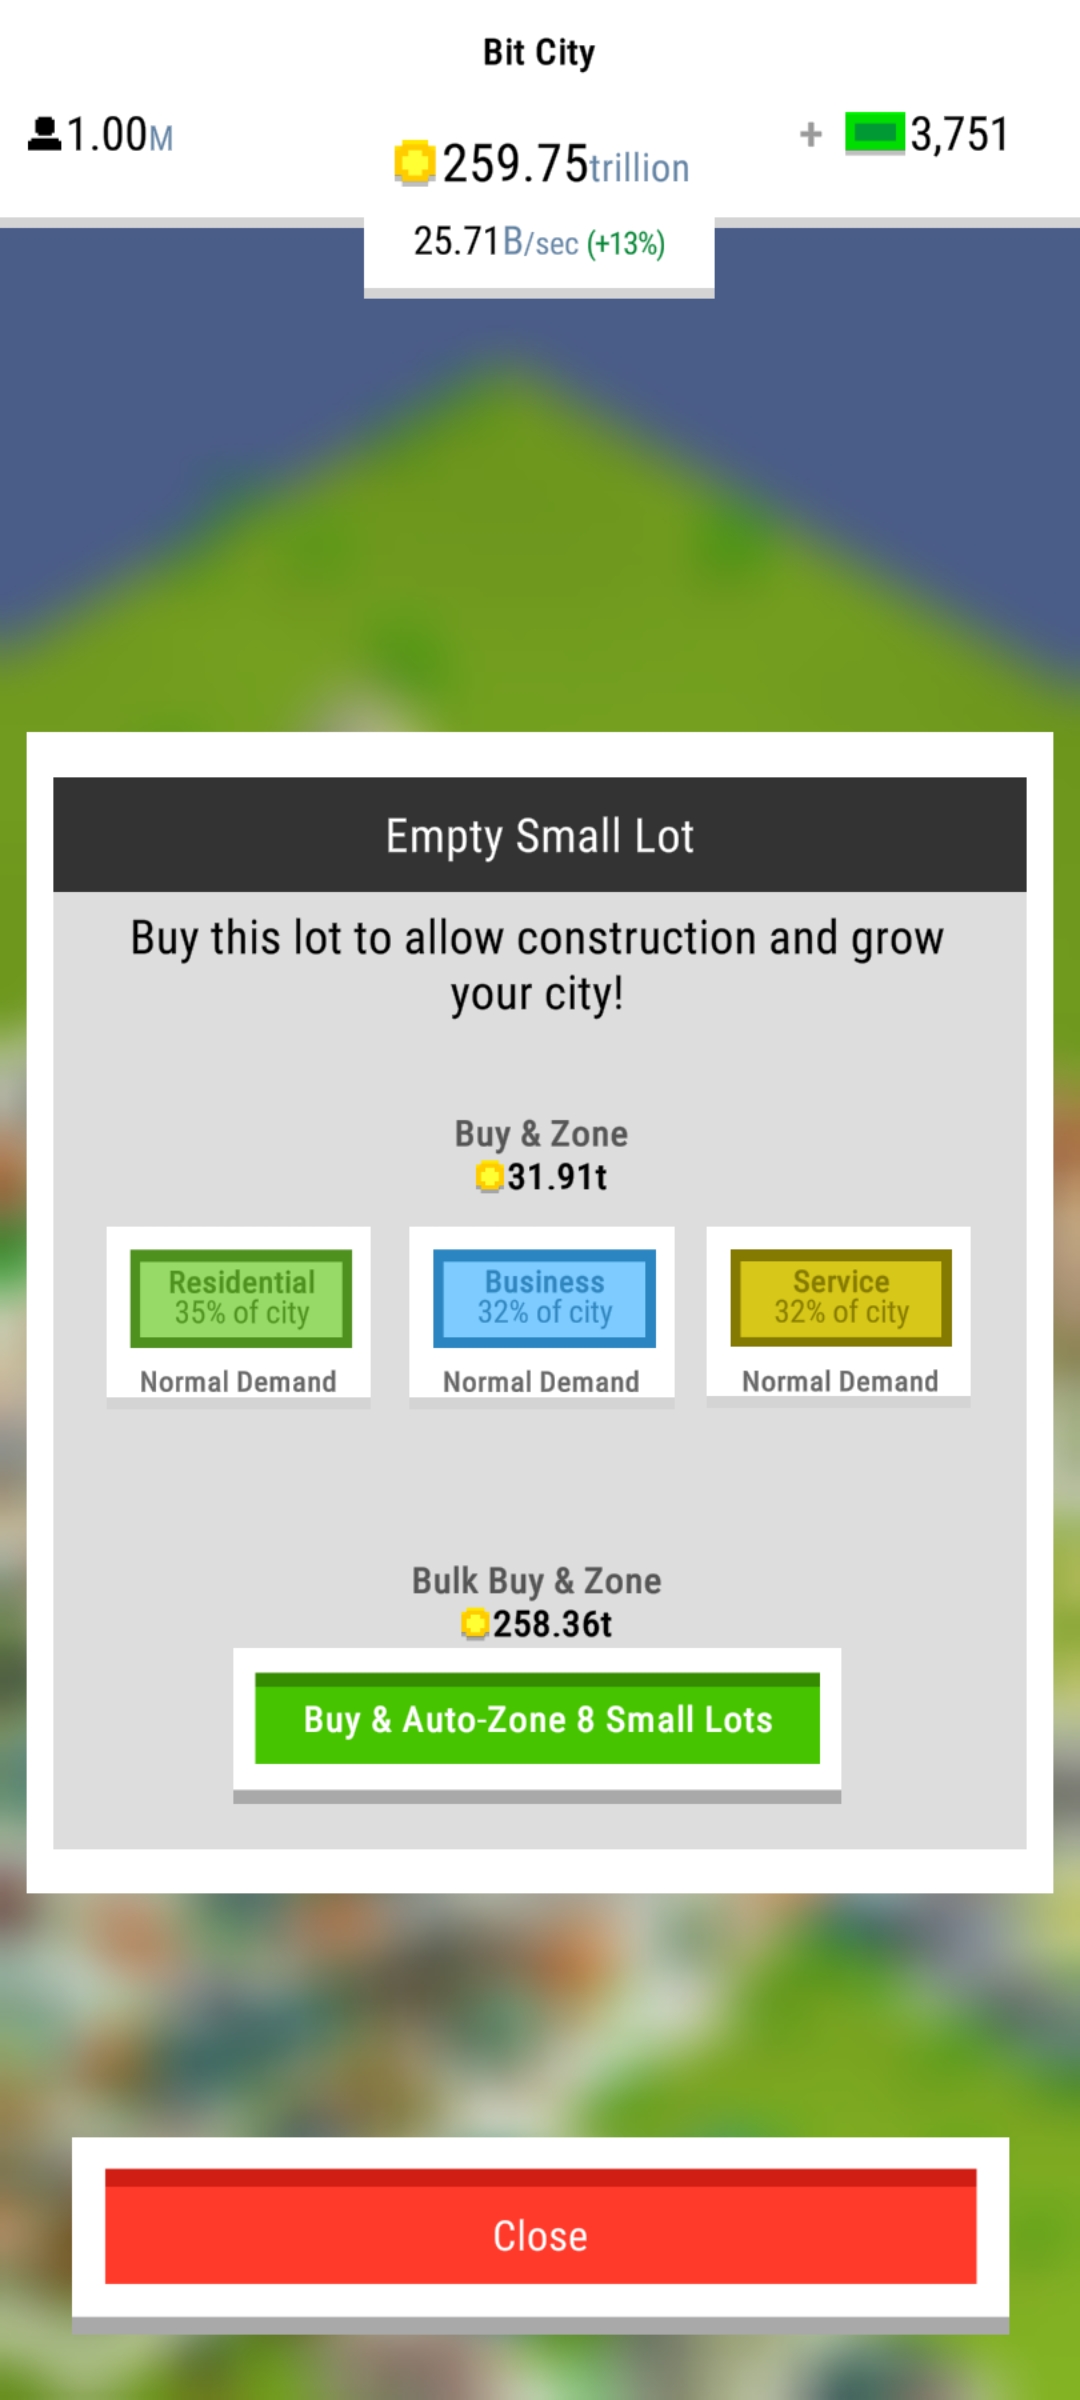 Bit City
1.00M
259.75trillion
+ 3,751
25.71B/sec (+13%)
Empty Small Lot
Buy this lot to allow construction and grow
your city!
Buy & Zone
31.91t
Residential
35% of city
Normal Demand
Business
32% of city
Normal Demand
Service
32% of city
Normal Demand
Bulk Buy & Zone
258.36t
Buy & Auto-Zone 8 Small Lots
Close